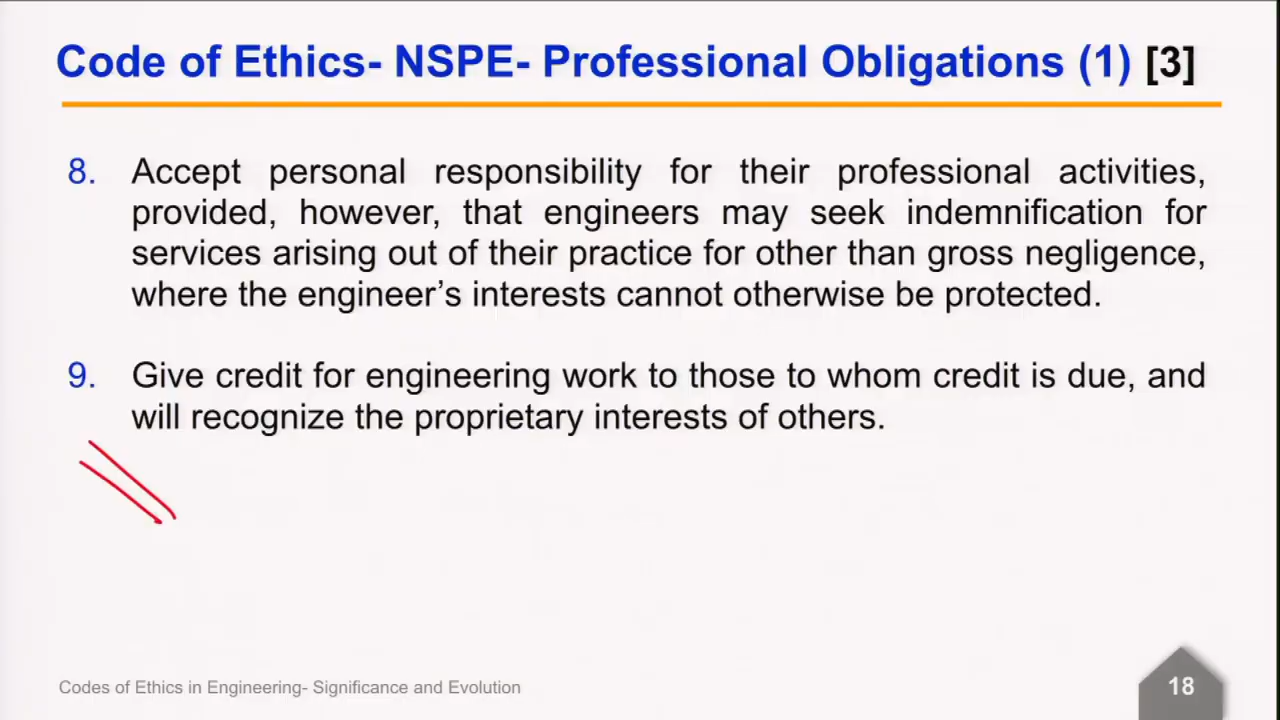 Code of Ethics- NSPE- Professional Obligations (1) [3]
8. Accept personal responsibility for their professional activities,
provided, however, that engineers may seek indemnification for
services arising out of their practice for other than gross negligence,
where the engineer’s interests cannot otherwise be protected.
9. Give credit for engineering work to those to whom credit is due, and
will recognize the proprietary interests of others.
Codes of Ethics in Engineering- Significance and Evolution
18